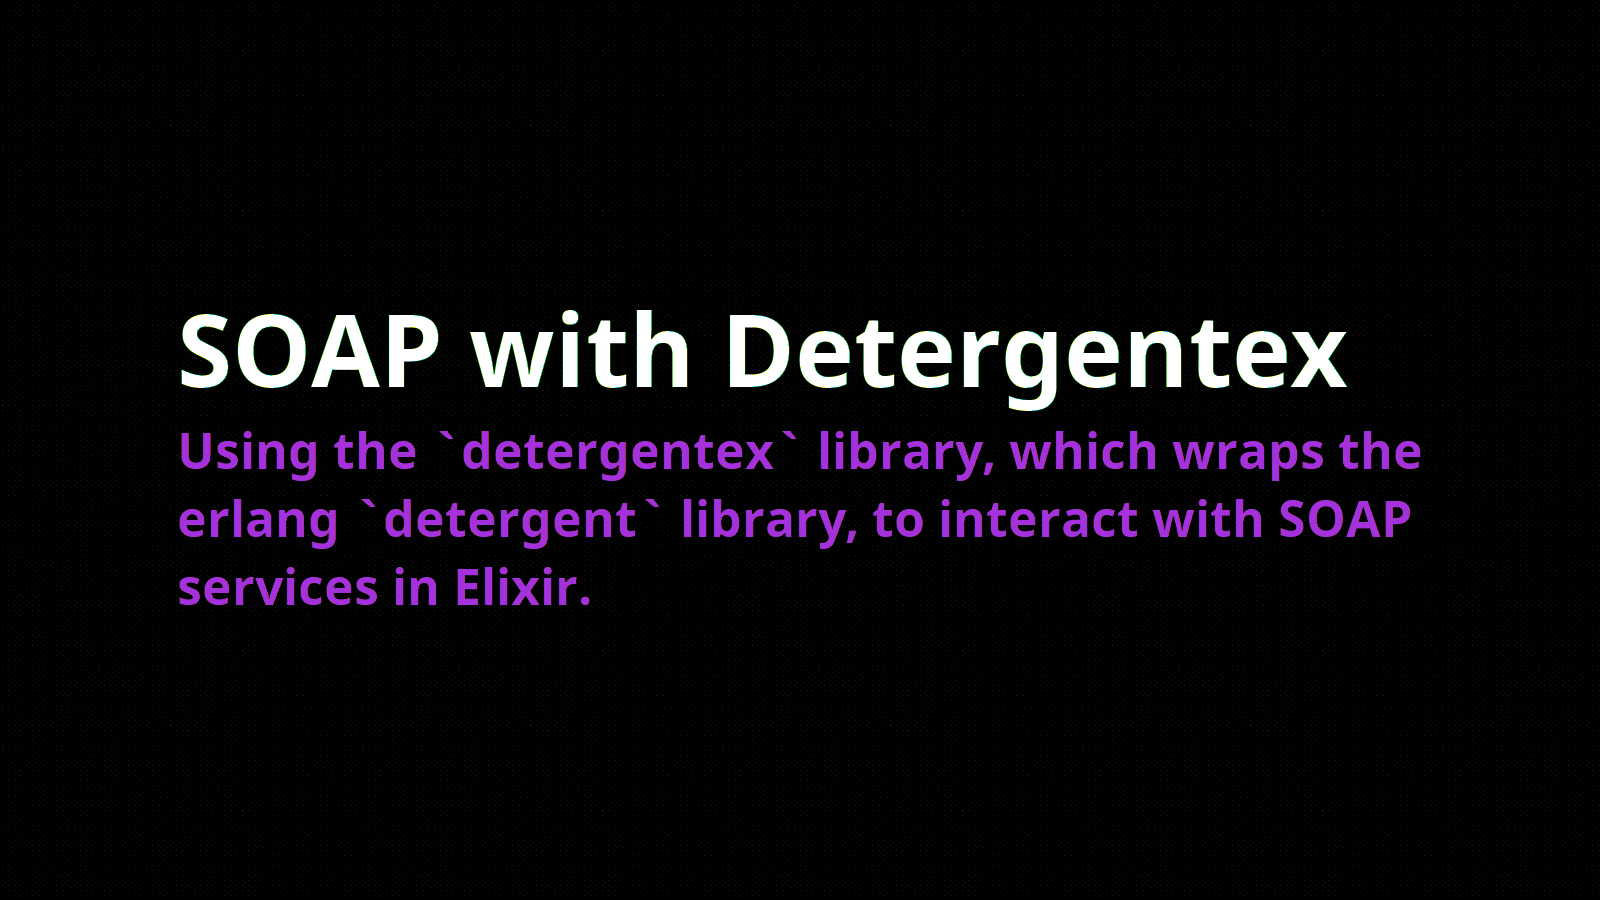 SOAP with Detergentex
Using the `detergentex` library, which wraps the
erlang `detergent` library, to interact with SOAP
services in Elixir.